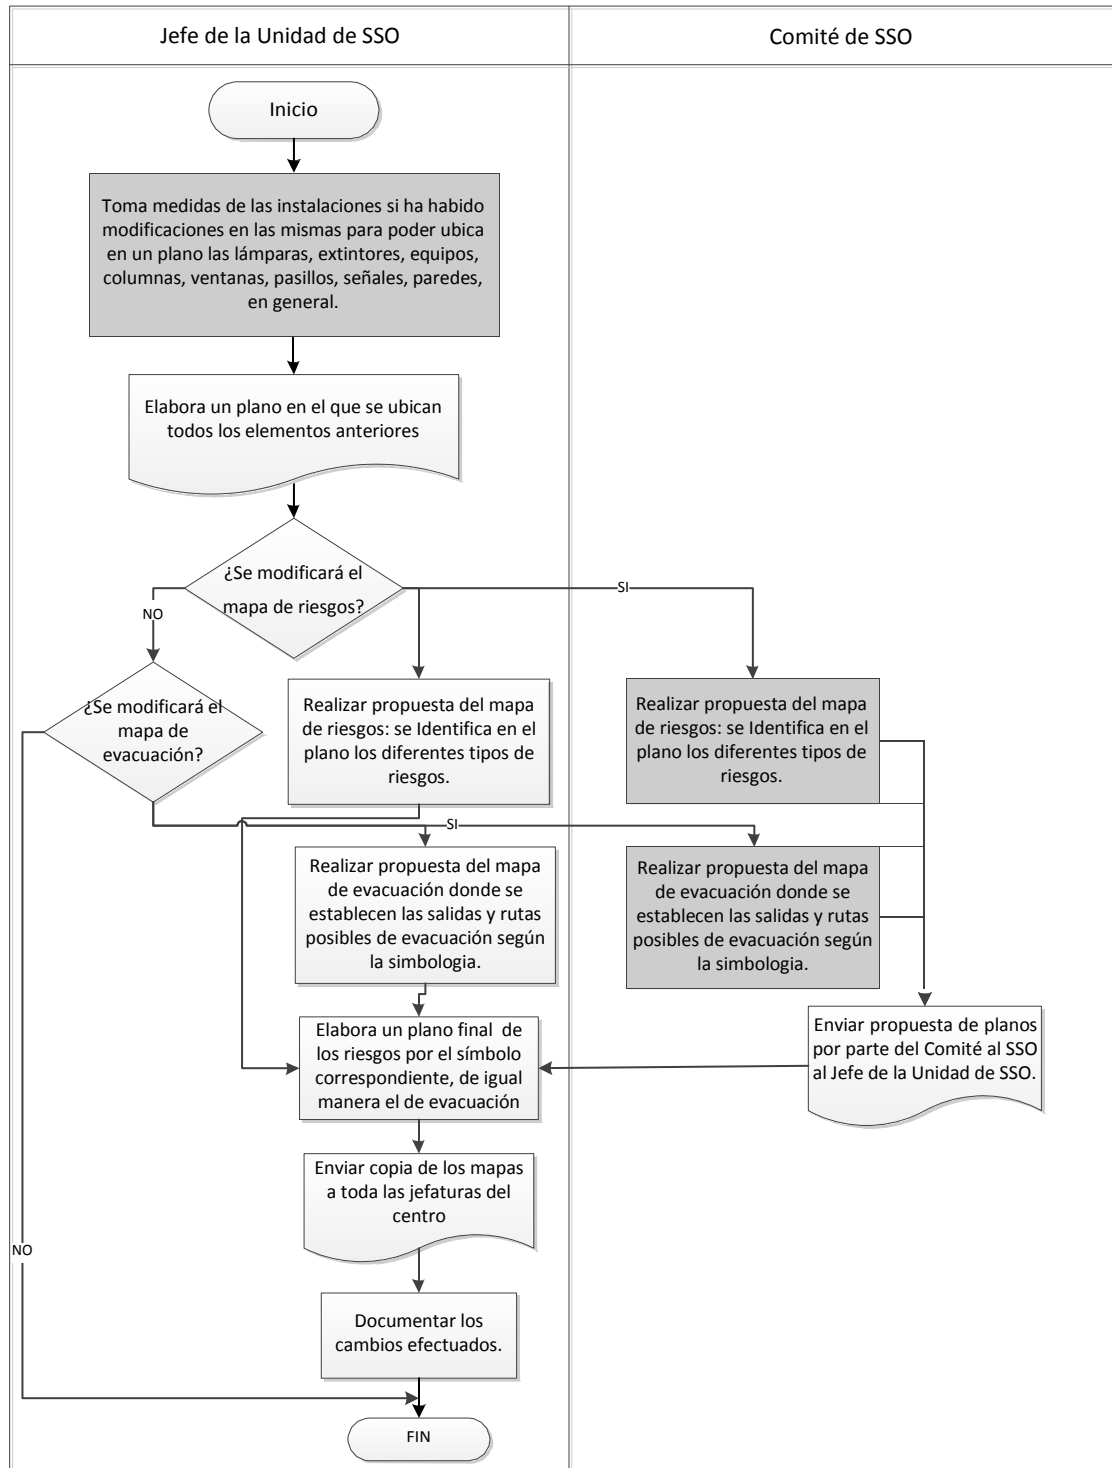 Jefe de la Unidad de SSO
Comité de SSO
Inicio
Toma medidas de las instalaciones si ha habido
modificaciones en las mismas para poder ubica
en un plano las lámparas, extintores, equipos,
columnas, ventanas, pasillos, señales, paredes,
en general.
Elabora un plano en el que se ubican
todos los elementos anteriores
¿Se modificará el
mapa de riesgos?
SI
NO
¿Se modificará el
mapa de
evacuación?
Realizar propuesta del mapa
de riesgos: se Identifica en el
plano los diferentes tipos de
riesgos.
Realizar propuesta del mapa
de riesgos: se Identifica en el
plano los diferentes tipos de
riesgos.
SI
Realizar propuesta del mapa
de evacuación donde se
establecen las salidas y rutas
posibles de evacuación según
la simbologia.
Realizar propuesta del mapa
de evacuación donde se
establecen las salidas y rutas
posibles de evacuación según
la simbologia.
Elabora un plano final de
los riesgos por el símbolo
correspondiente, de igual
manera el de evacuación
Enviar propuesta de planos
por parte del Comité al SSO
al Jefe de la Unidad de SSO.
Enviar copia de los mapas
a toda las jefaturas del
centro
NO
Documentar los
cambios efectuados.
FIN